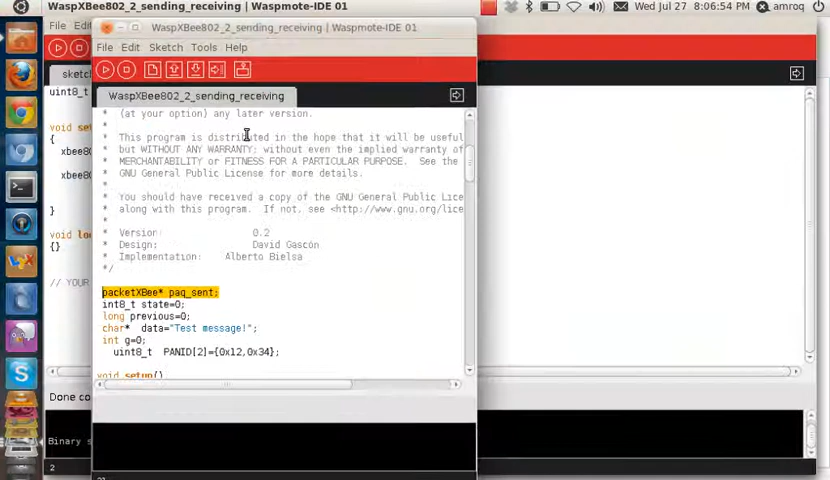 WaspXBee802_2_sending_receiving | Waspmote-IDE 01
Wed Jul 27 8:06:54 PM
amroq
File Ed
WaspXBee802_2_sending_receiving | Waspmote-IDE 01
File Edit Sketch Tools Help
sketc
WaspXBee802_2_sending_receiving
uint8_t
void se
{
xbee8
xbee8
}
void lo
{}
// YOUR
* (at your option) any later version.
*
* This program is distributed in the hope that it will be useful
* but WITHOUT ANY WARRANTY; without even the implied warranty of
* MERCHANTABILITY or FITNESS FOR A PARTICULAR PURPOSE. See the
* GNU General Public License for more details.
*
* You should have received a copy of the GNU General Public Lice
* along with this program. If not, see <http://www.gnu.org/lice
*
* Version: 0.2
* Design: David Gascón
* Implementation: Alberto Bielsa
*/
packetXBee* paq_sent;
int8_t state=0;
long previous=0;
char* data="Test message!";
int g=0;
uint8_t PANID[2]={0x12,0x34};
void setup()
Done co
Binary s
2